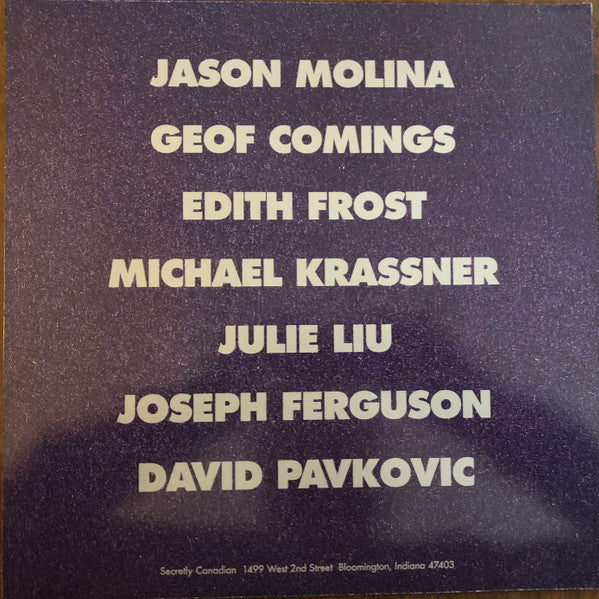 JASON MOLINA
GEOF COMINGS
EDITH FROST
MICHAEL KRASSNER
JULIE LIU
JOSEPH FERGUSON
DAVID PAVKOVIC
Secretly Canadian 1499 West 2nd Street Bloomington, Indiana 47403